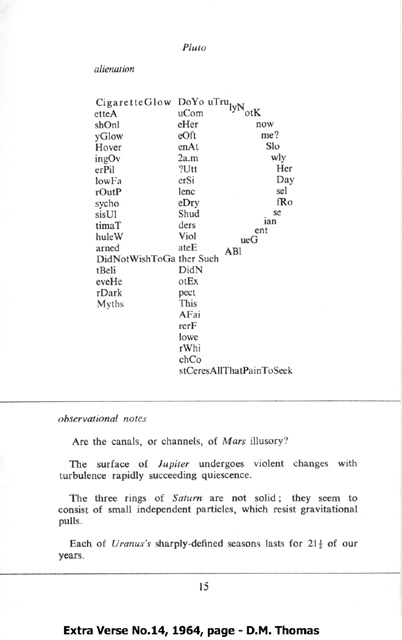 Pluto
alienation
CigaretteGlow DoYo uTrulyN
etteA uCom otK
shOnl eHer now
yGlow eOft me?
Hover enAt Slo
ingOv 2a.m wly
erPil ?Utt Her
lowFa erSi Day
rOutP lenc sel
sycho eDry fRo
sisUl Shud se
timaT ders ian
huleW Viol ent
arned ateE ABl ueG
DidNotWishToGa ther Such
tBeli DidN
eveHe otEx
rDark pect
Myths This
AFai
rerF
lowe
rWhi
chCo
stCeresAllThatPainToSeek
observational notes
Are the canals, or channels, of Mars illusory?
The surface of Jupiter undergoes violent changes with
turbulence rapidly succeeding quiescence.
The three rings of Saturn are not solid; they seem to
consist of small independent particles, which resist gravitational
pulls.
Each of Uranus's sharply-defined seasons lasts for 21½ of our
years.
15
Extra Verse No.14, 1964, page - D.M. Thomas